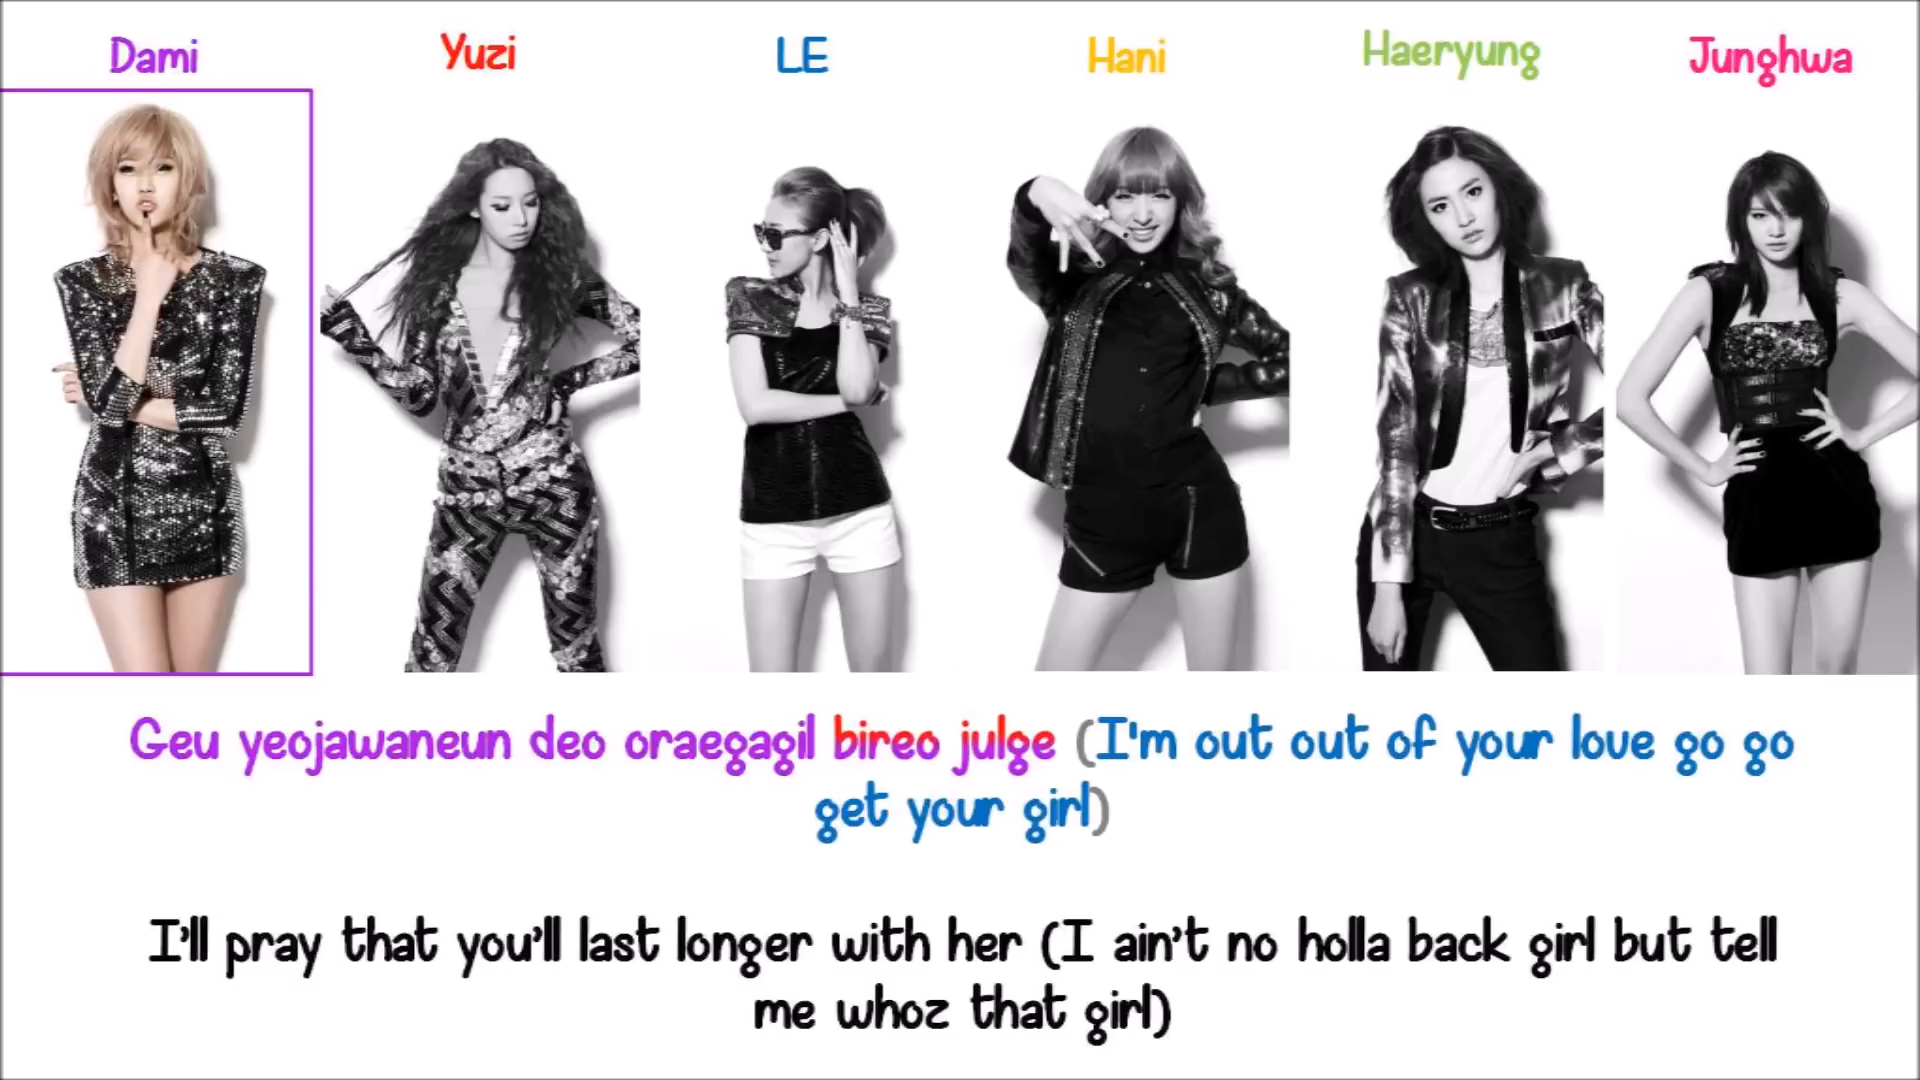 Dami Yuzi LE Hani Haeryung Junghwa
Geu yeojawaneun deo oraegagil bireo julge (I'm out out of your love go go
get your girl)
I'll pray that you'll last longer with her (I ain't no holla back girl but tell
me whoz that girl)